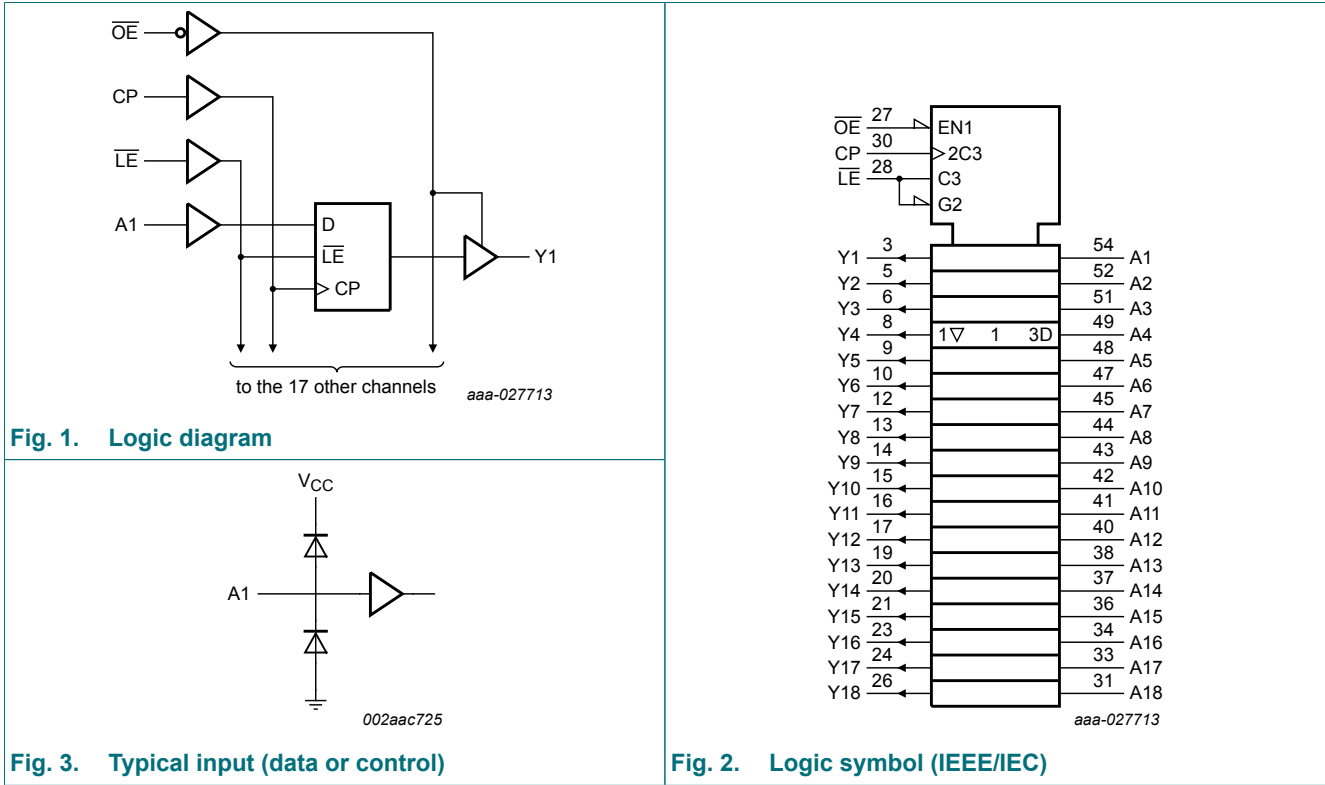 OE
CP
LE
A1
D
LE
CP
Y1
to the 17 other channels
aaa-027713
Fig. 1. Logic diagram
VCC
A1
002aac725
Fig. 3. Typical input (data or control)
OE 27 EN1
CP 30 2C3
LE 28 C3
G2
Y1 3 54 A1
Y2 5 52 A2
Y3 6 51 A3
Y4 8 1▽ 1 3D 49 A4
Y5 9 48 A5
Y6 10 47 A6
Y7 12 45 A7
Y8 13 44 A8
Y9 14 43 A9
Y10 15 42 A10
Y11 16 41 A11
Y12 17 40 A12
Y13 19 38 A13
Y14 20 37 A14
Y15 21 36 A15
Y16 23 34 A16
Y17 24 33 A17
Y18 26 31 A18
aaa-027713
Fig. 2. Logic symbol (IEEE/IEC)